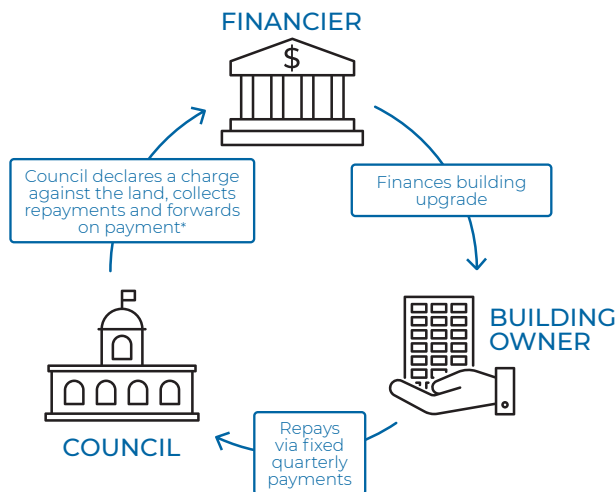 FINANCIER
$
Council declares a charge
against the land, collects
repayments and forwards
on payment*
Finances building
upgrade
BUILDING
OWNER
COUNCIL
Repays
via fixed
quarterly
payments